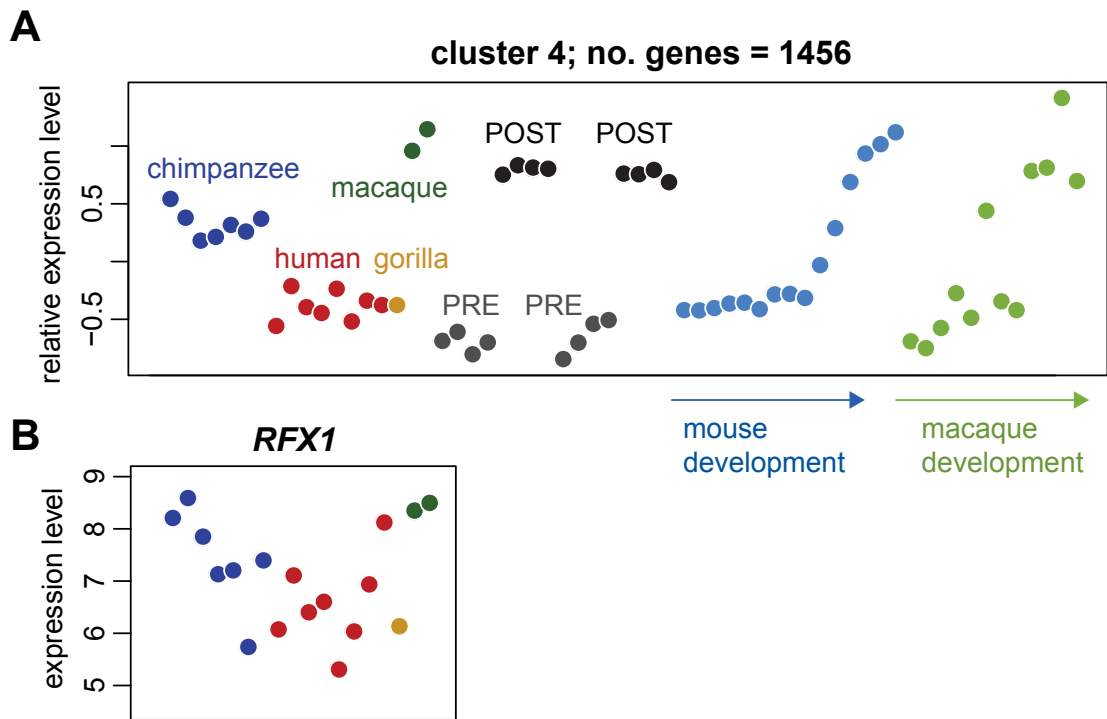 A
cluster 4; no. genes = 1456
relative expression level
0.5
−0.5
chimpanzee
human
gorilla
macaque
POST
POST
PRE
PRE
mouse
development
macaque
development
B
RFX1
expression level
9
8
7
6
5